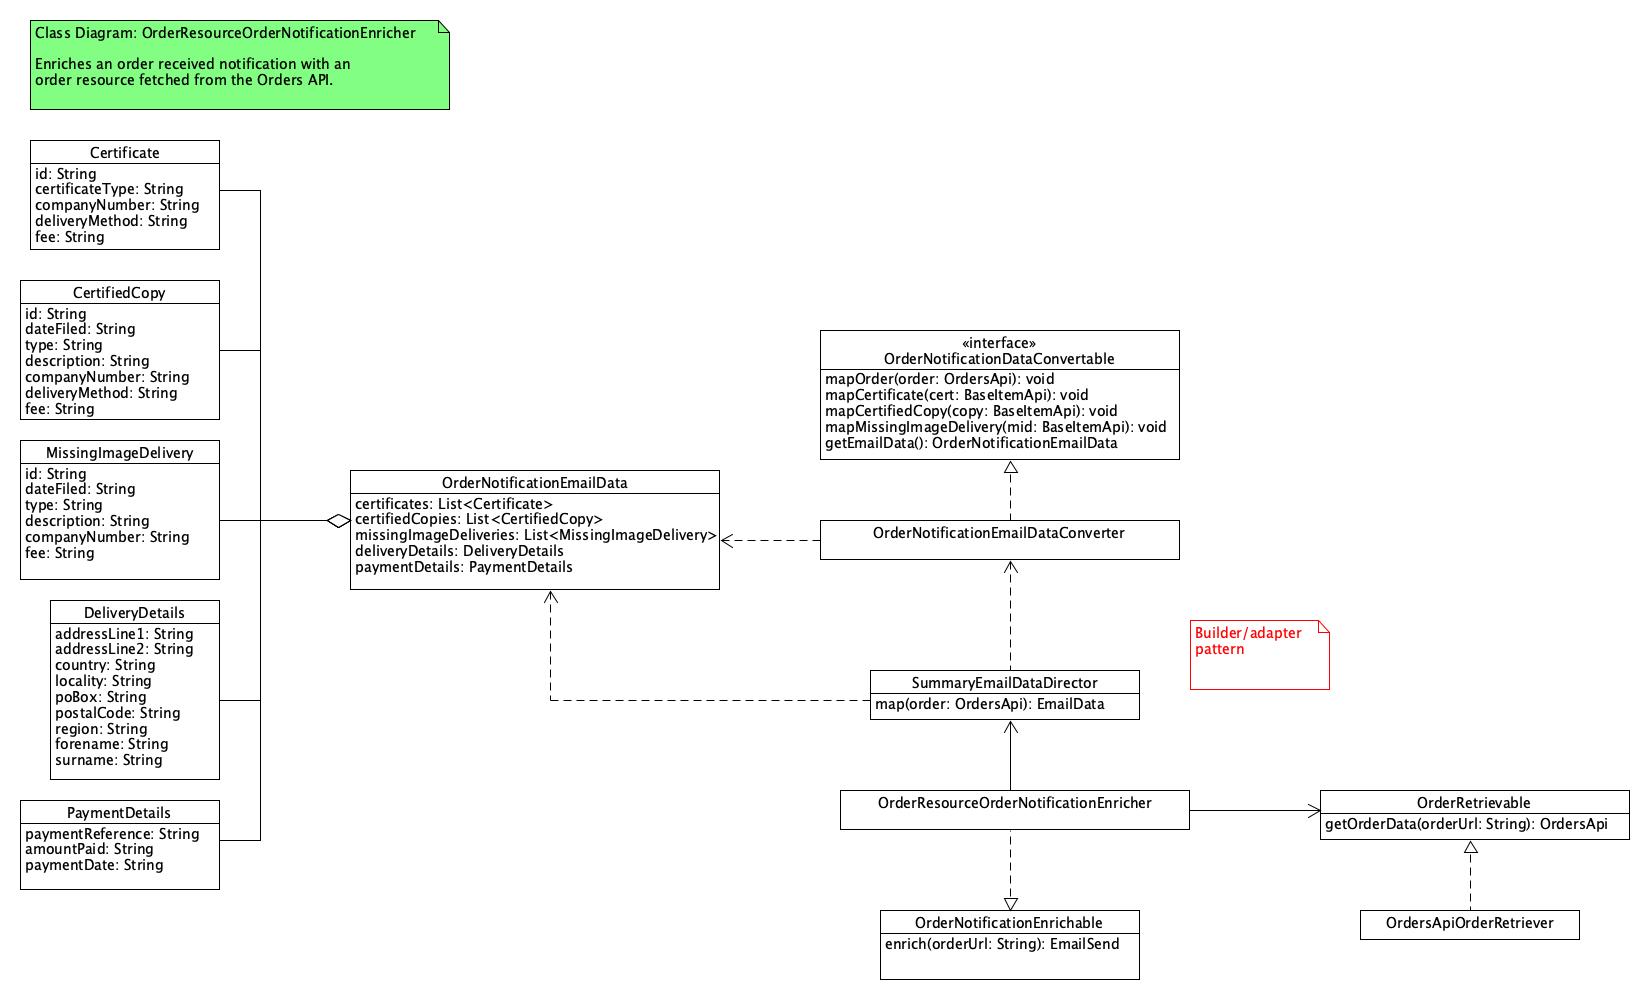 Class Diagram: OrderResourceOrderNotificationEnricher
Enriches an order received notification with an
order resource fetched from the Orders API.
Certificate
id: String
certificateType: String
companyNumber: String
deliveryMethod: String
fee: String
CertifiedCopy
id: String
dateFiled: String
type: String
description: String
companyNumber: String
deliveryMethod: String
fee: String
MissingImageDelivery
id: String
dateFiled: String
type: String
description: String
companyNumber: String
fee: String
DeliveryDetails
addressLine1: String
addressLine2: String
country: String
locality: String
poBox: String
postalCode: String
region: String
forename: String
surname: String
PaymentDetails
paymentReference: String
amountPaid: String
paymentDate: String
OrderNotificationEmailData
certificates: List<Certificate>
certifiedCopies: List<CertifiedCopy>
missingImageDeliveries: List<MissingImageDelivery>
deliveryDetails: DeliveryDetails
paymentDetails: PaymentDetails
«interface»
OrderNotificationDataConvertable
mapOrder(order: OrdersApi): void
mapCertificate(cert: BaseItemApi): void
mapCertifiedCopy(copy: BaseItemApi): void
mapMissingImageDelivery(mid: BaseItemApi): void
getEmailData(): OrderNotificationEmailData
OrderNotificationEmailDataConverter
Builder/adapter
pattern
SummaryEmailDataDirector
map(order: OrdersApi): EmailData
OrderResourceOrderNotificationEnricher
OrderRetrievable
getOrderData(orderUrl: String): OrdersApi
OrderNotificationEnrichable
enrich(orderUrl: String): EmailSend
OrdersApiOrderRetriever